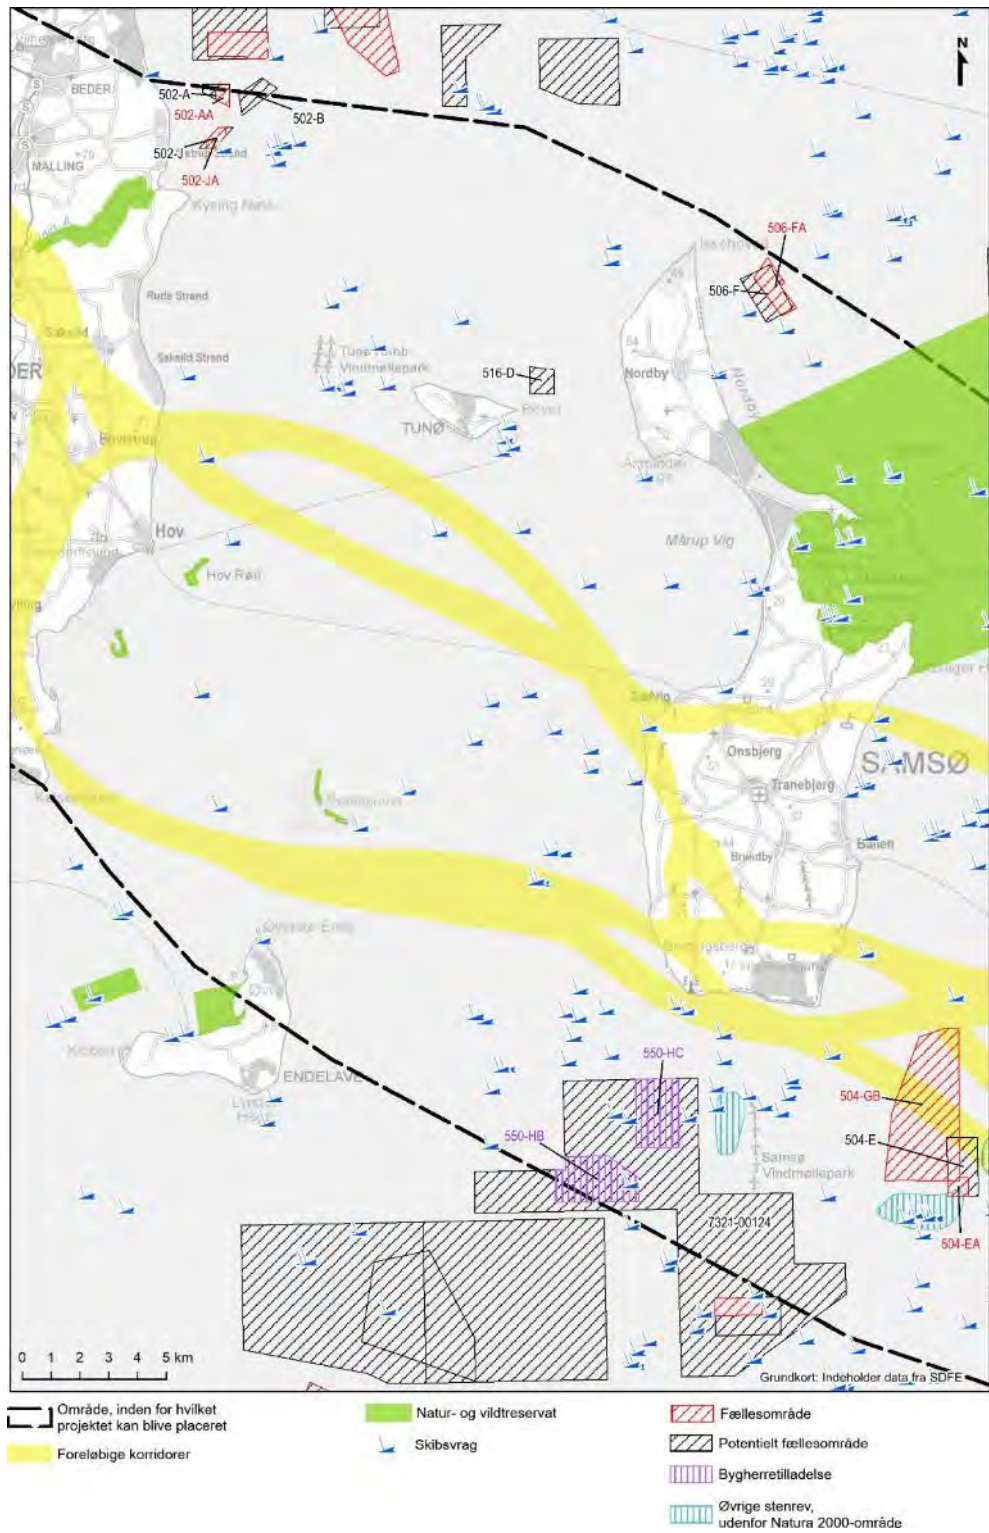 BEDER
MALLING
Rude Strand
Saksild
Saksild Strand
DER
Hov
Hov Røn
502-A
502-AA
502-B
502-J
502-JA
N
506-FA
506-F
516-D
Tunø Knob
Vindmøllepark
TUNØ
Nordby
Mårup Vig
Onsbjerg
SAMSØ
Tranebjerg
Brundby
Ballen
ENDELAVE
550-HC
550-HB
504-GB
504-E
504-EA
Samsø
Vindmøllepark
7321-00124
0 1 2 3 4 5 km
Grundkort: Indeholder data fra SDFE
Område, inden for hvilket
projektet kan blive placeret
Foreløbige korridorer
Natur- og vildtreservat
Skibsvrag
Fællesområde
Potentielt fællesområde
Bygherretilladelse
Øvrige stenrev,
udenfor Natura 2000-område